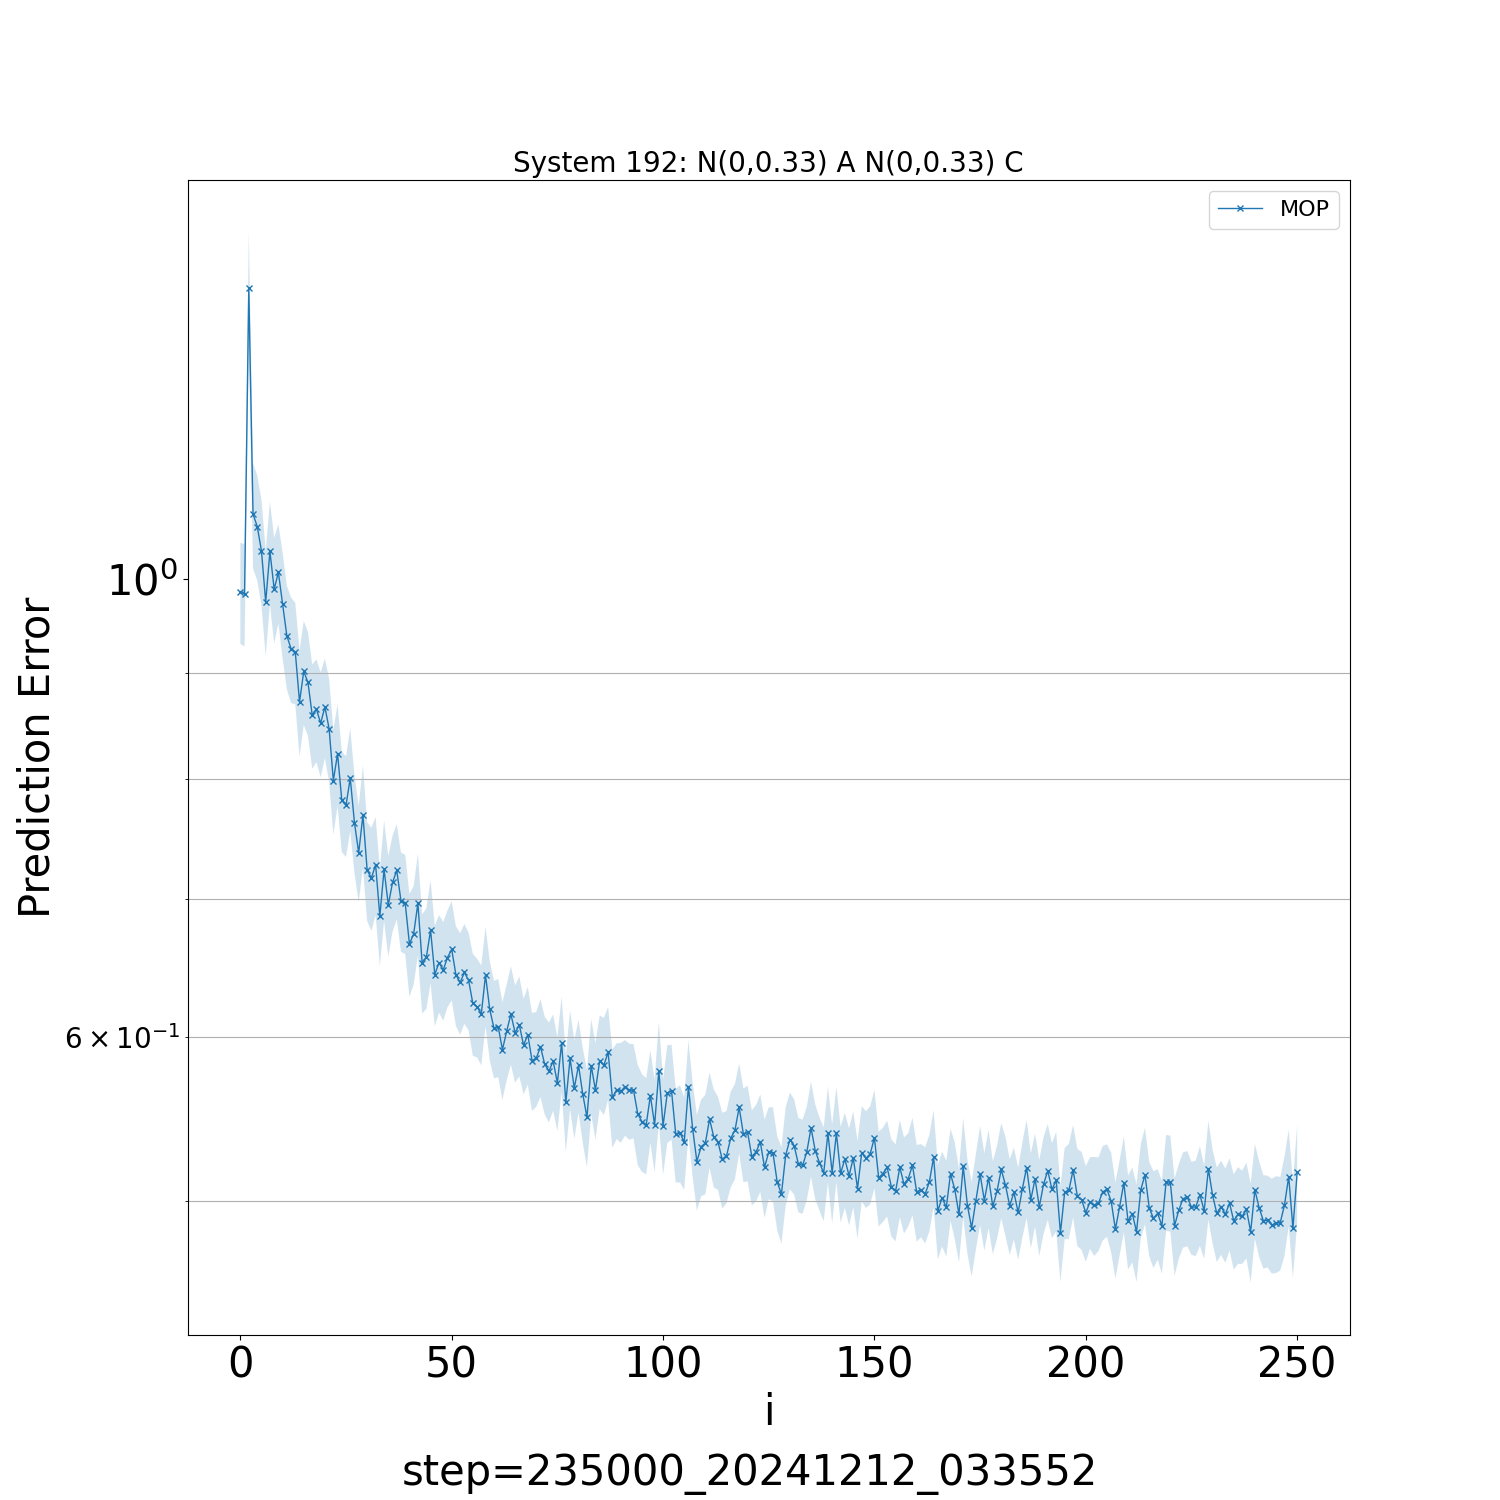 System 192: N(0,0.33) A N(0,0.33) C
MOP
10⁰
6 × 10⁻¹
Prediction Error
0 50 100 150 200 250
i
step=235000_20241212_033552